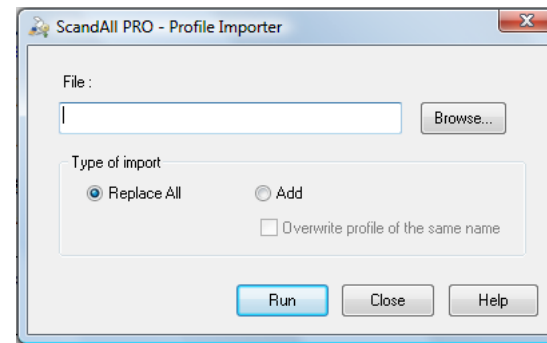 ScandAll PRO - Profile Importer
File :
Browse...
Type of import
Replace All
Add
Overwrite profile of the same name
Run
Close
Help